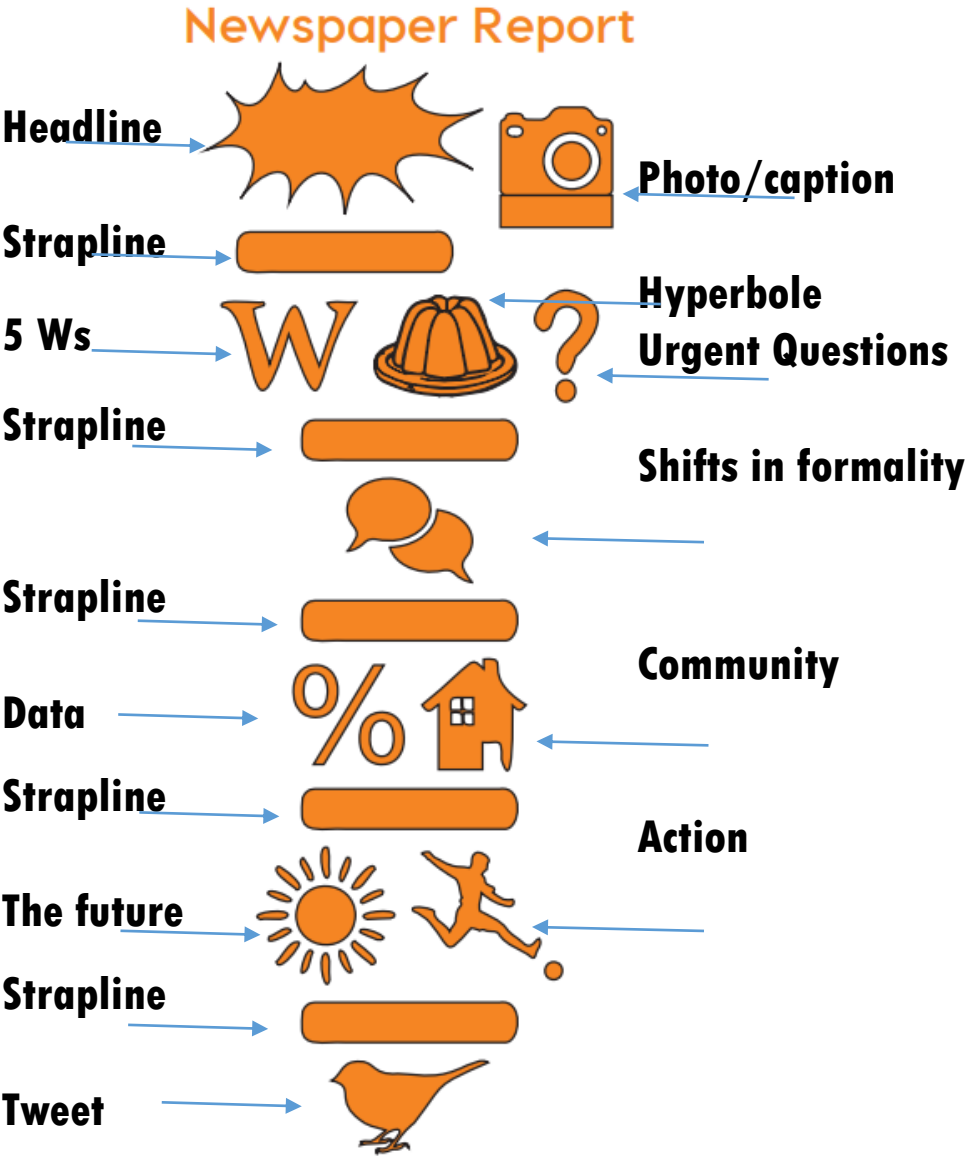 Newspaper Report
Headline
Photo/caption
Strapline
Hyperbole
5 Ws
W
?
Urgent Questions
Strapline
Shifts in formality
Strapline
Community
Data
%
Strapline
Action
The future
Strapline
Tweet